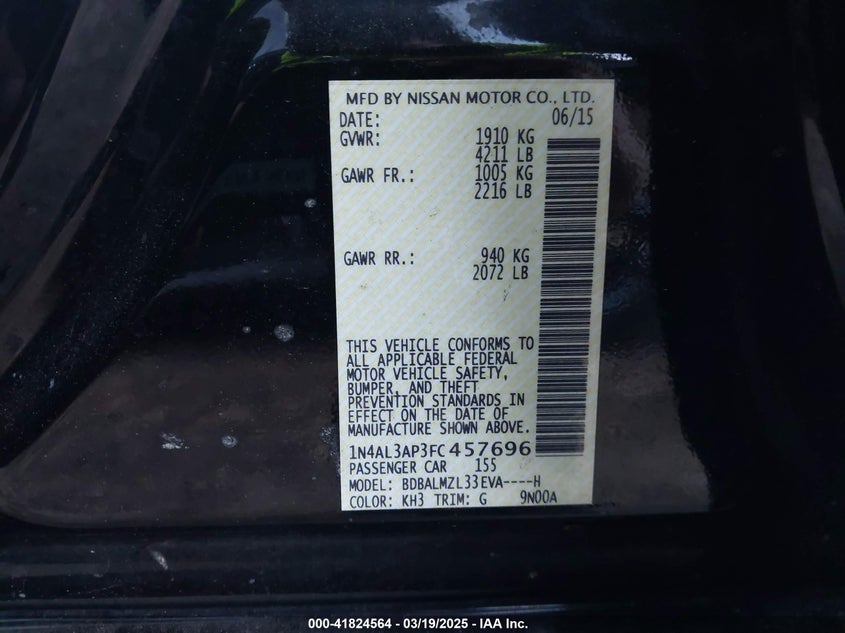 MFD BY NISSAN MOTOR CO., LTD.
DATE: 06/15
GVWR: 1910 KG
4211 LB
GAWR FR.: 1005 KG
2216 LB
GAWR RR.: 940 KG
2072 LB
THIS VEHICLE CONFORMS TO
ALL APPLICABLE FEDERAL
MOTOR VEHICLE SAFETY,
BUMPER, AND THEFT
PREVENTION STANDARDS IN
EFFECT ON THE DATE OF
MANUFACTURE SHOWN ABOVE.
1N4AL3AP3FC457696
PASSENGER CAR 155
MODEL: BDBALMZL33EVA----H
COLOR: KH3 TRIM: G 9N00A
000-41824564 - 03/19/2025 - IAA Inc.